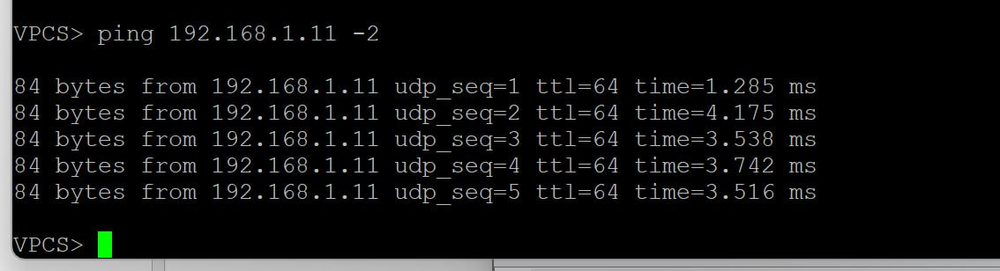 VPCS> ping 192.168.1.11 -2
84 bytes from 192.168.1.11 udp_seq=1 ttl=64 time=1.285 ms
84 bytes from 192.168.1.11 udp_seq=2 ttl=64 time=4.175 ms
84 bytes from 192.168.1.11 udp_seq=3 ttl=64 time=3.538 ms
84 bytes from 192.168.1.11 udp_seq=4 ttl=64 time=3.742 ms
84 bytes from 192.168.1.11 udp_seq=5 ttl=64 time=3.516 ms
VPCS>